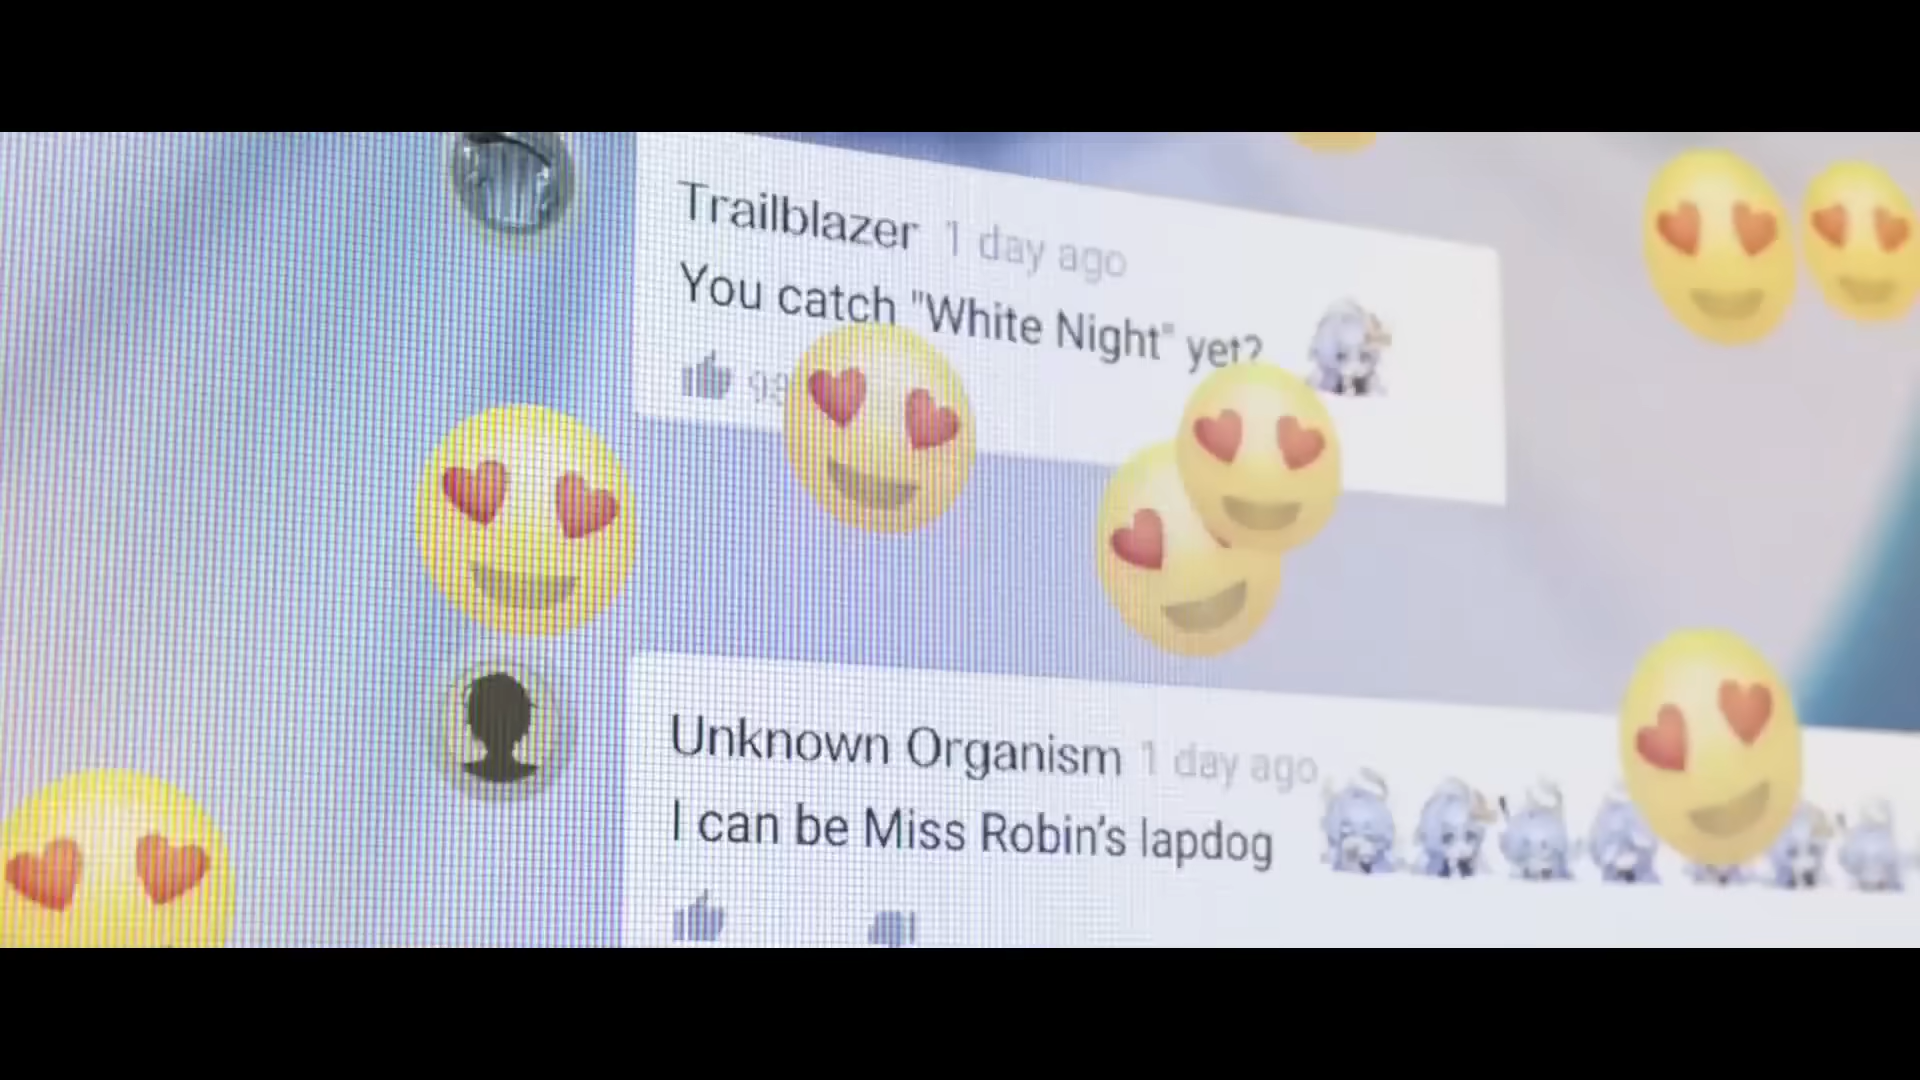 Trailblazer 1 day ago
You catch "White Night" yet?
Unknown Organism 1 day ago
I can be Miss Robin's lapdog